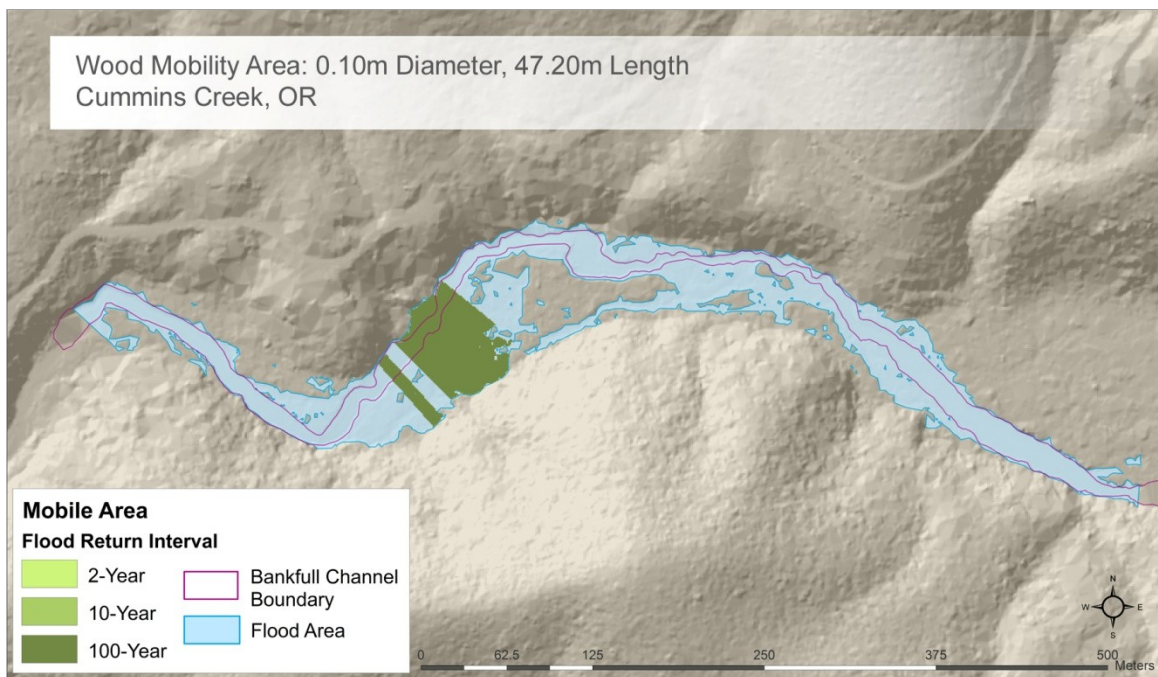 Wood Mobility Area: 0.10m Diameter, 47.20m Length
Cummins Creek, OR
Mobile Area
Flood Return Interval
2-Year
10-Year
100-Year
Bankfull Channel
Boundary
Flood Area
N
W E
S
0 62.5 125 250 375 500
Meters